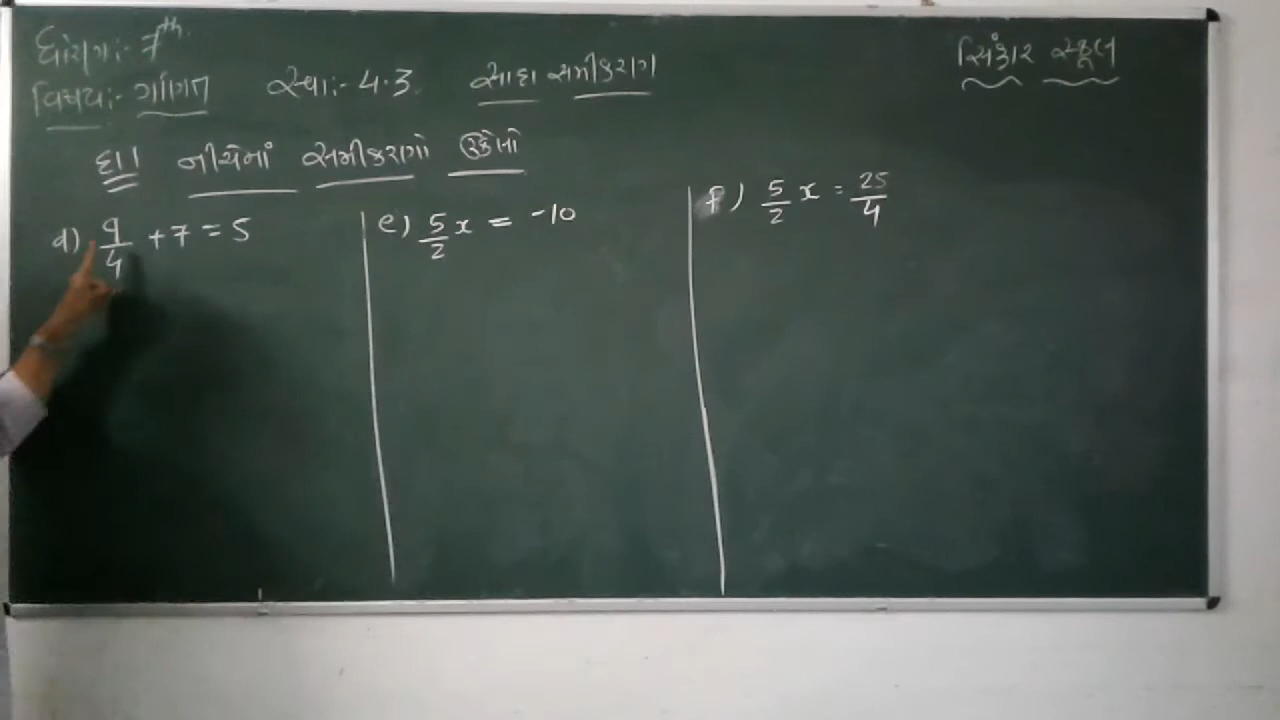 ધોરણ:- 7th.
વિષય:- ગણિત સ્વા:- 4.3 સાદા સમીકરણ
સિંકાર સ્કૂલ
દા1 નીચેનાં સમીકરણો ઉકેલો
d) q/4 + 7 = 5
e) 5/2 x = -10
f) 5/2 x = 25/4